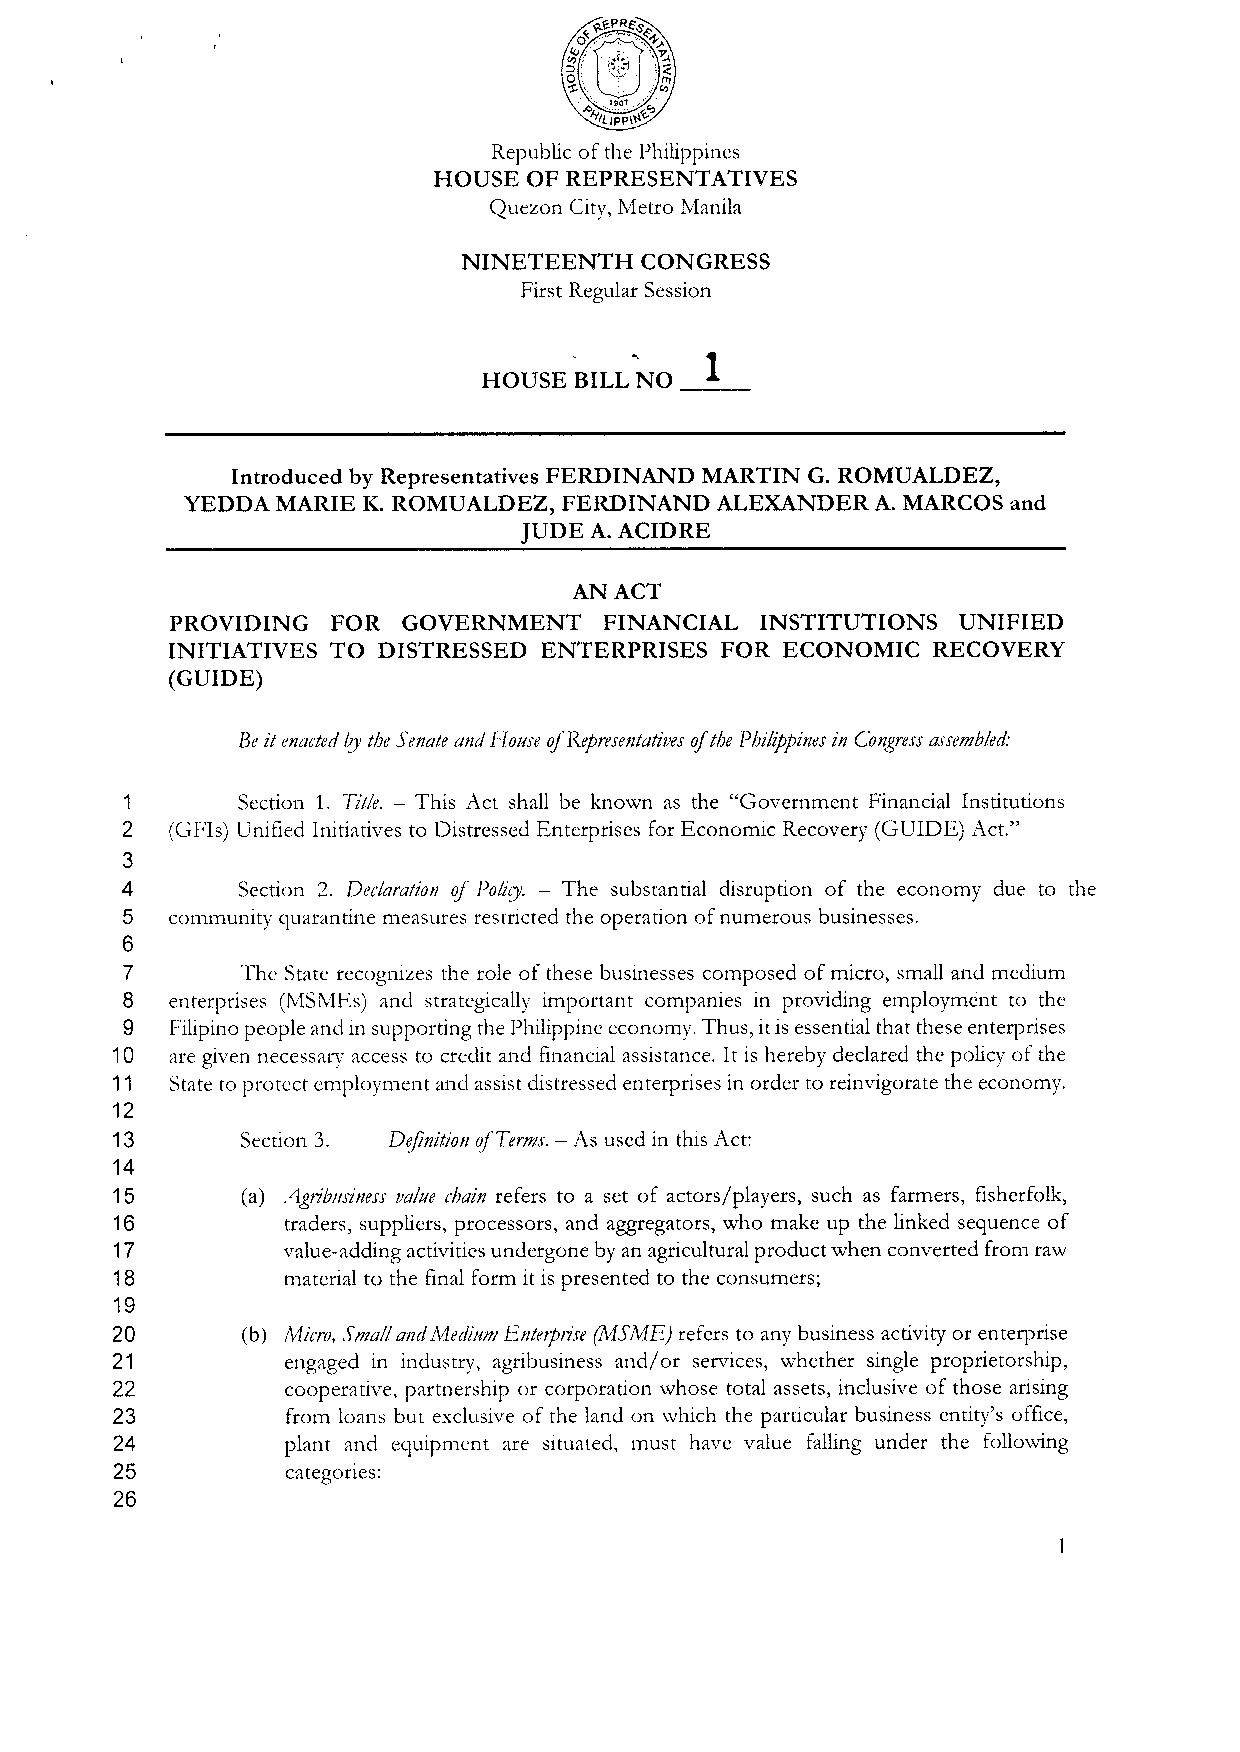 HOUSE OF REPRESENTATIVES
1907
PHILIPPINES
Republic of the Philippines
HOUSE OF REPRESENTATIVES
Quezon City, Metro Manila
NINETEENTH CONGRESS
First Regular Session
HOUSE BILL NO 1
Introduced by Representatives FERDINAND MARTIN G. ROMUALDEZ,
YEDDA MARIE K. ROMUALDEZ, FERDINAND ALEXANDER A. MARCOS and
JUDE A. ACIDRE
AN ACT
PROVIDING FOR GOVERNMENT FINANCIAL INSTITUTIONS UNIFIED
INITIATIVES TO DISTRESSED ENTERPRISES FOR ECONOMIC RECOVERY
(GUIDE)
Be it enacted by the Senate and House of Representatives of the Philippines in Congress assembled:
1 Section 1. Title. – This Act shall be known as the “Government Financial Institutions
2 (GFIs) Unified Initiatives to Distressed Enterprises for Economic Recovery (GUIDE) Act.”
3
4 Section 2. Declaration of Policy. – The substantial disruption of the economy due to the
5 community quarantine measures restricted the operation of numerous businesses.
6
7 The State recognizes the role of these businesses composed of micro, small and medium
8 enterprises (MSMEs) and strategically important companies in providing employment to the
9 Filipino people and in supporting the Philippine economy. Thus, it is essential that these enterprises
10 are given necessary access to credit and financial assistance. It is hereby declared the policy of the
11 State to protect employment and assist distressed enterprises in order to reinvigorate the economy.
12
13 Section 3. Definition of Terms. – As used in this Act:
14
15 (a) Agribusiness value chain refers to a set of actors/players, such as farmers, fisherfolk,
16 traders, suppliers, processors, and aggregators, who make up the linked sequence of
17 value-adding activities undergone by an agricultural product when converted from raw
18 material to the final form it is presented to the consumers;
19
20 (b) Micro, Small and Medium Enterprise (MSME) refers to any business activity or enterprise
21 engaged in industry, agribusiness and/or services, whether single proprietorship,
22 cooperative, partnership or corporation whose total assets, inclusive of those arising
23 from loans but exclusive of the land on which the particular business entity’s office,
24 plant and equipment are situated, must have value falling under the following
25 categories:
26
1